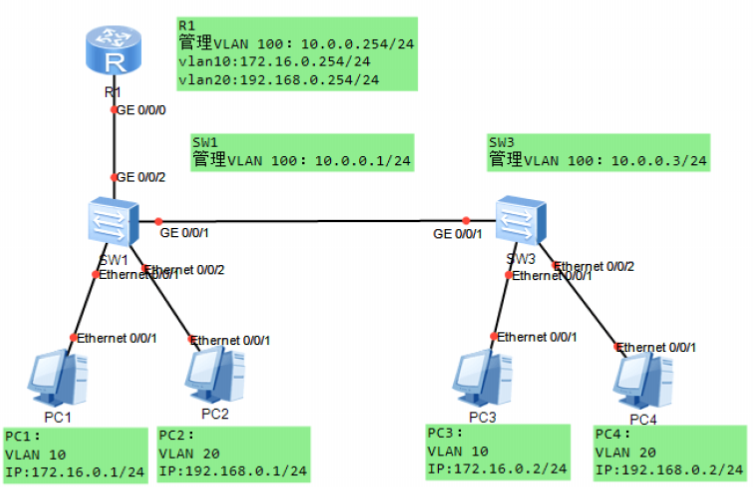 R1
管理VLAN 100: 10.0.0.254/24
vlan10:172.16.0.254/24
vlan20:192.168.0.254/24
R
R1
GE 0/0/0
SW1
管理VLAN 100: 10.0.0.1/24
SW3
管理VLAN 100: 10.0.0.3/24
GE 0/0/2
GE 0/0/1
GE 0/0/1
SW1
Ethernet 0/0/1
Ethernet 0/0/2
SW3
Ethernet 0/0/1
Ethernet 0/0/2
Ethernet 0/0/1
Ethernet 0/0/1
Ethernet 0/0/1
Ethernet 0/0/1
PC1
PC2
PC3
PC4
PC1:
VLAN 10
IP:172.16.0.1/24
PC2:
VLAN 20
IP:192.168.0.1/24
PC3:
VLAN 10
IP:172.16.0.2/24
PC4:
VLAN 20
IP:192.168.0.2/24